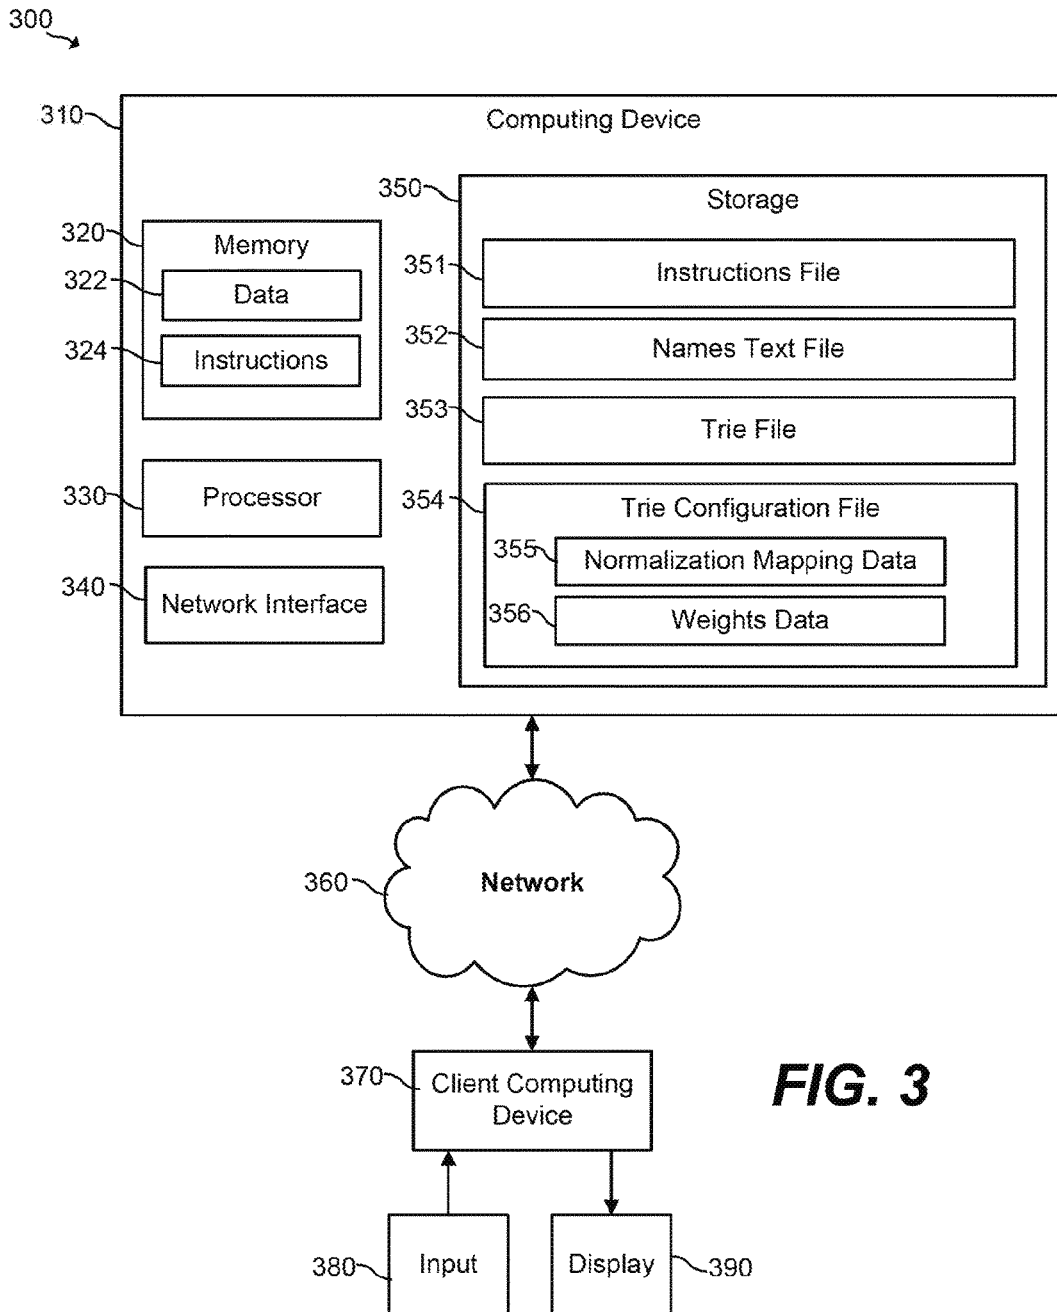 300
310
Computing Device
320
Memory
322
Data
324
Instructions
330
Processor
340
Network Interface
350
Storage
351
Instructions File
352
Names Text File
353
Trie File
354
Trie Configuration File
355
Normalization Mapping Data
356
Weights Data
360
Network
370
Client Computing
Device
FIG. 3
380
Input
Display
390